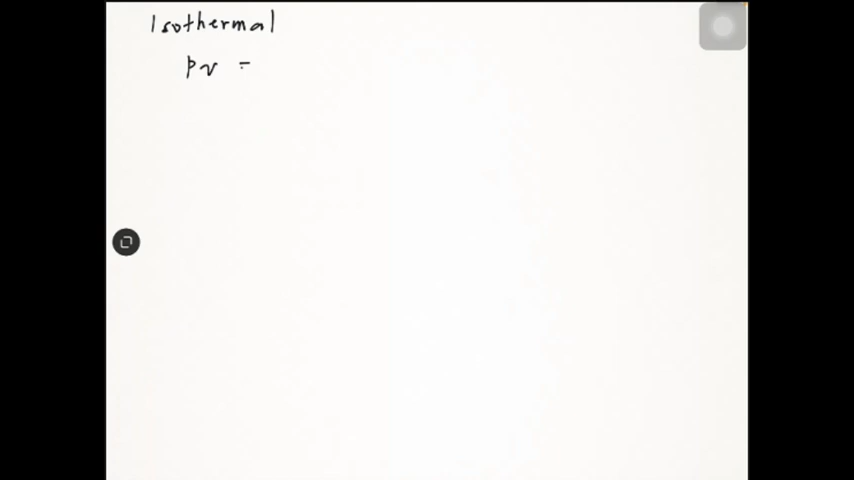 Isothermal
pv =